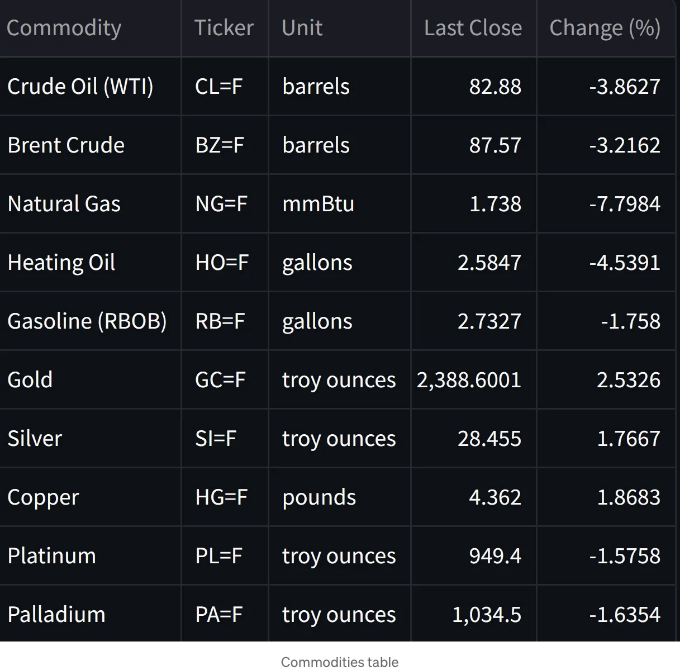 Commodity Ticker Unit Last Close Change (%)
Crude Oil (WTI) CL=F barrels 82.88 -3.8627
Brent Crude BZ=F barrels 87.57 -3.2162
Natural Gas NG=F mmBtu 1.738 -7.7984
Heating Oil HO=F gallons 2.5847 -4.5391
Gasoline (RBOB) RB=F gallons 2.7327 -1.758
Gold GC=F troy ounces 2,388.6001 2.5326
Silver SI=F troy ounces 28.455 1.7667
Copper HG=F pounds 4.362 1.8683
Platinum PL=F troy ounces 949.4 -1.5758
Palladium PA=F troy ounces 1,034.5 -1.6354
Commodities table